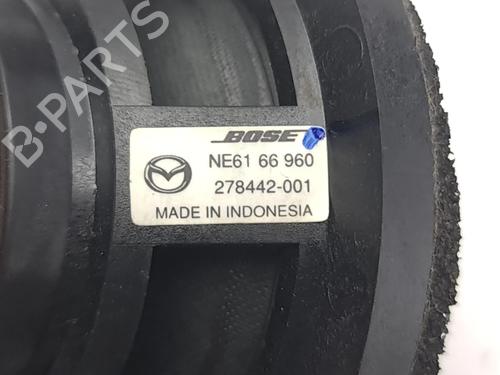 B-PARTS
BOSE
NE61 66 960
278442-001
MADE IN INDONESIA